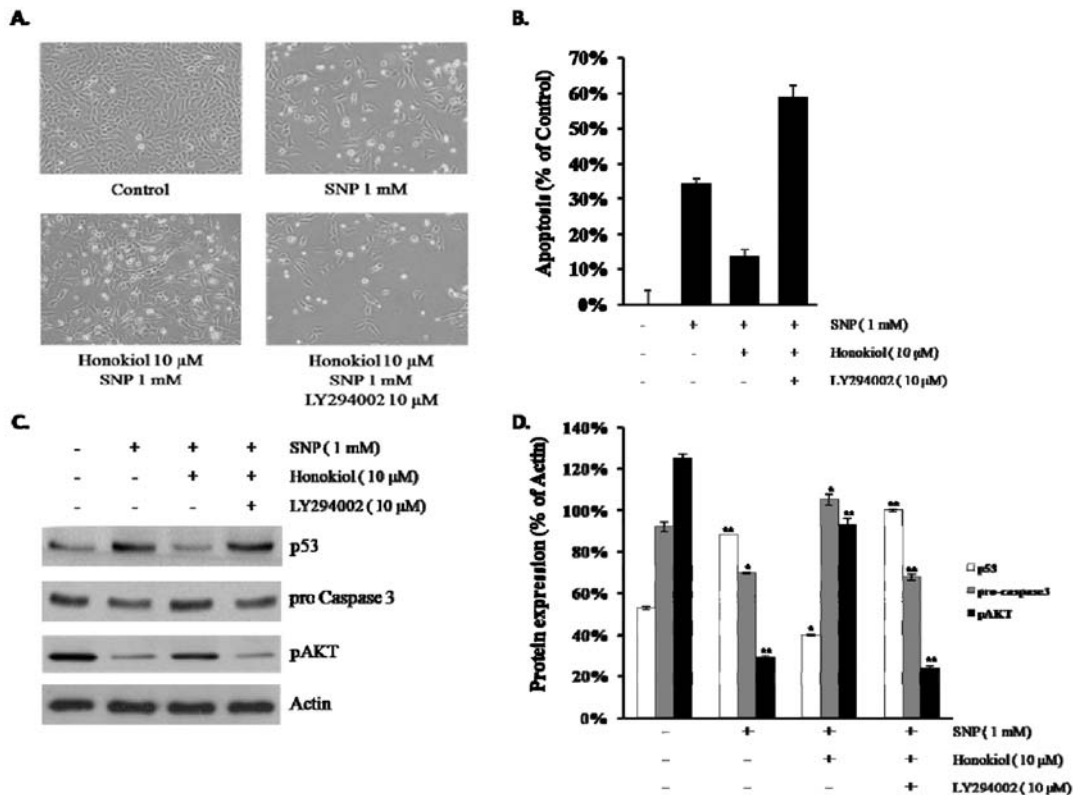 A.
Control
SNP 1 mM
Honokiol 10 μM
SNP 1 mM
Honokiol 10 μM
SNP 1 mM
LY294002 10 μM
B.
Apoptosis (% of Control)
70%
60%
50%
40%
30%
20%
10%
0%
- + + + SNP ( 1 mM)
- - + + Honokiol ( 10 μM)
- - - + LY294002 ( 10 μM)
C.
- + + + SNP ( 1 mM)
- - + + Honokiol ( 10 μM)
- - - + LY294002 ( 10 μM)
p53
pro Caspase 3
pAKT
Actin
D.
Protein expression (% of Actin)
140%
120%
100%
80%
60%
40%
20%
0%
** * **
* * **
** ** **
p53
pro-caspase3
pAKT
- + + + SNP ( 1 mM)
- - + + Honokiol ( 10 μM)
- - - + LY294002 ( 10 μM)